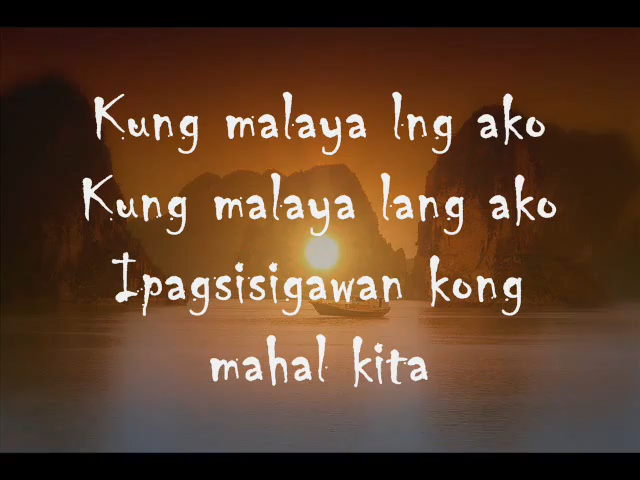 Kung malaya lng ako
Kung malaya lang ako
Ipagsisigawan kong
mahal kita